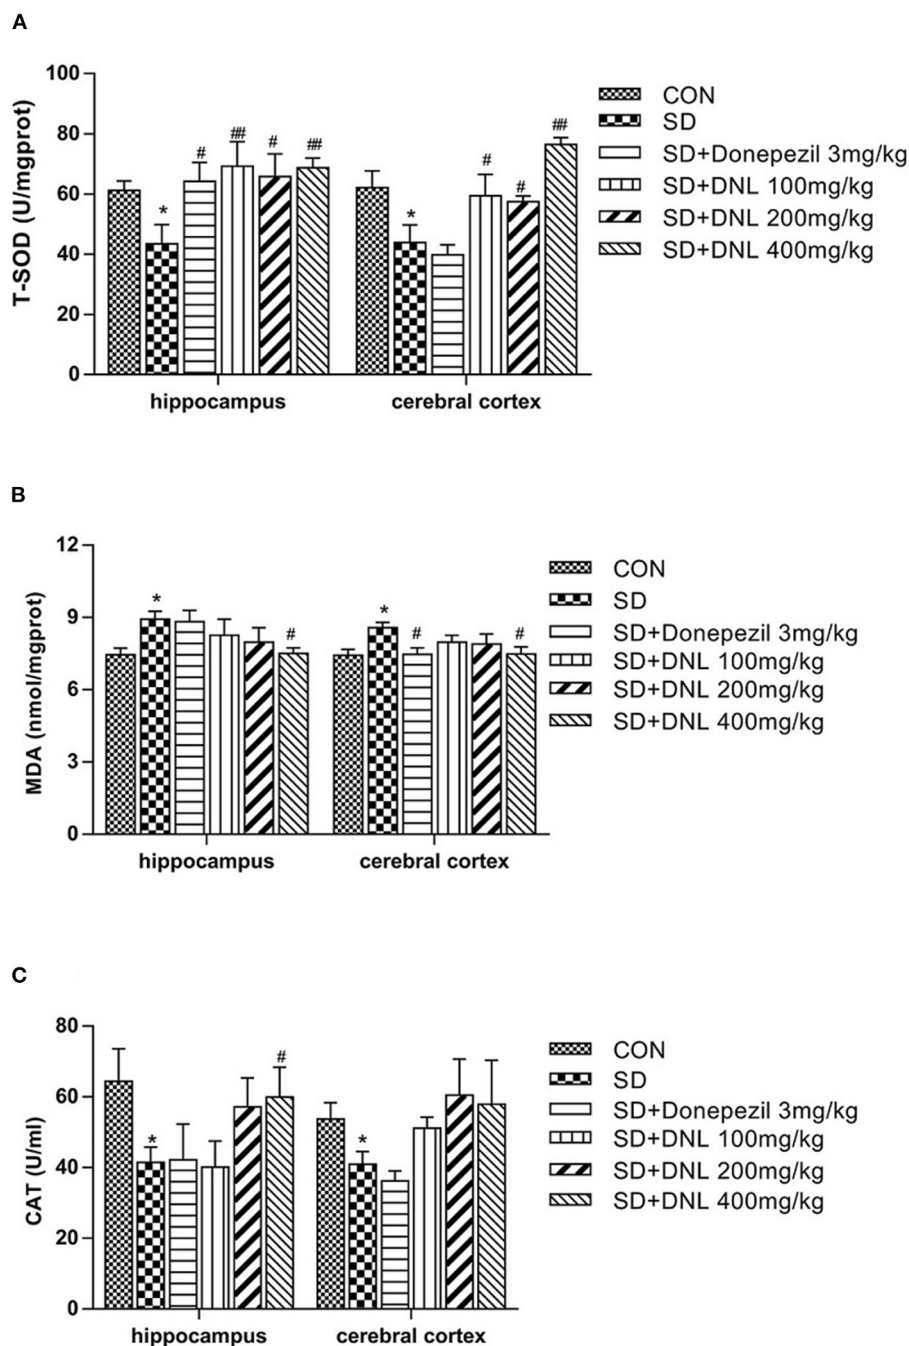 A
T-SOD (U/mgprot)
100
80
60
40
20
0
*
#
##
#
##
*
#
#
##
hippocampus
cerebral cortex
CON
SD
SD+Donepezil 3mg/kg
SD+DNL 100mg/kg
SD+DNL 200mg/kg
SD+DNL 400mg/kg
B
MDA (nmol/mgprot)
12
9
6
3
0
*
#
*
#
#
hippocampus
cerebral cortex
CON
SD
SD+Donepezil 3mg/kg
SD+DNL 100mg/kg
SD+DNL 200mg/kg
SD+DNL 400mg/kg
C
CAT (U/ml)
80
60
40
20
0
*
#
*
hippocampus
cerebral cortex
CON
SD
SD+Donepezil 3mg/kg
SD+DNL 100mg/kg
SD+DNL 200mg/kg
SD+DNL 400mg/kg